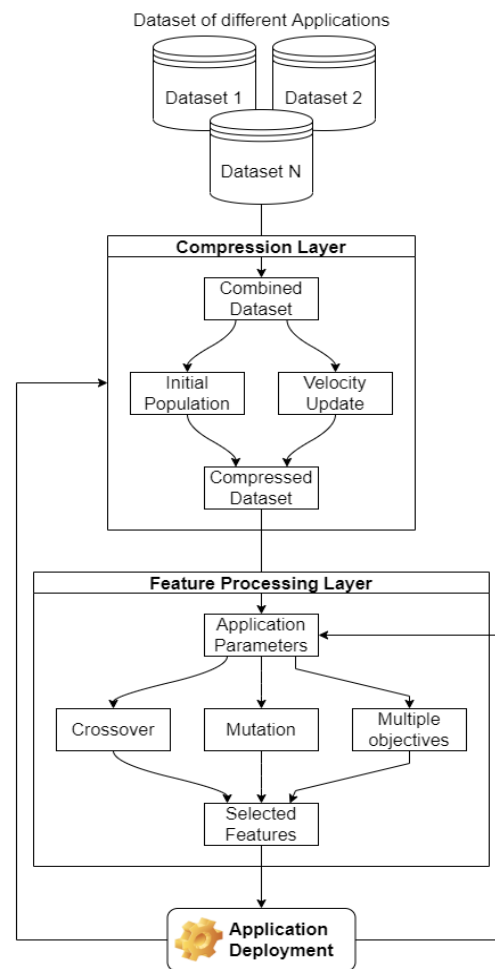 Dataset of different Applications
Dataset 1
Dataset 2
Dataset N
Compression Layer
Combined
Dataset
Initial
Population
Velocity
Update
Compressed
Dataset
Feature Processing Layer
Application
Parameters
Crossover
Mutation
Multiple
objectives
Selected
Features
Application
Deployment